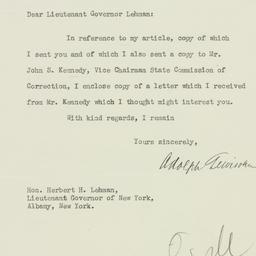 Dear Lieutenant Governor Lehman:
In reference to my article, copy of which
I sent you and of which I also sent a copy to Mr.
John S. Kennedy, Vice Chairman State Commission of
Correction, I enclose copy of a letter which I received
from Mr. Kennedy which I thought might interest you.
With kind regards, I remain
Yours sincerely,
Adolph Lewisohn
Hon. Herbert H. Lehman,
Lieutenant Governor of New York,
Albany, New York.